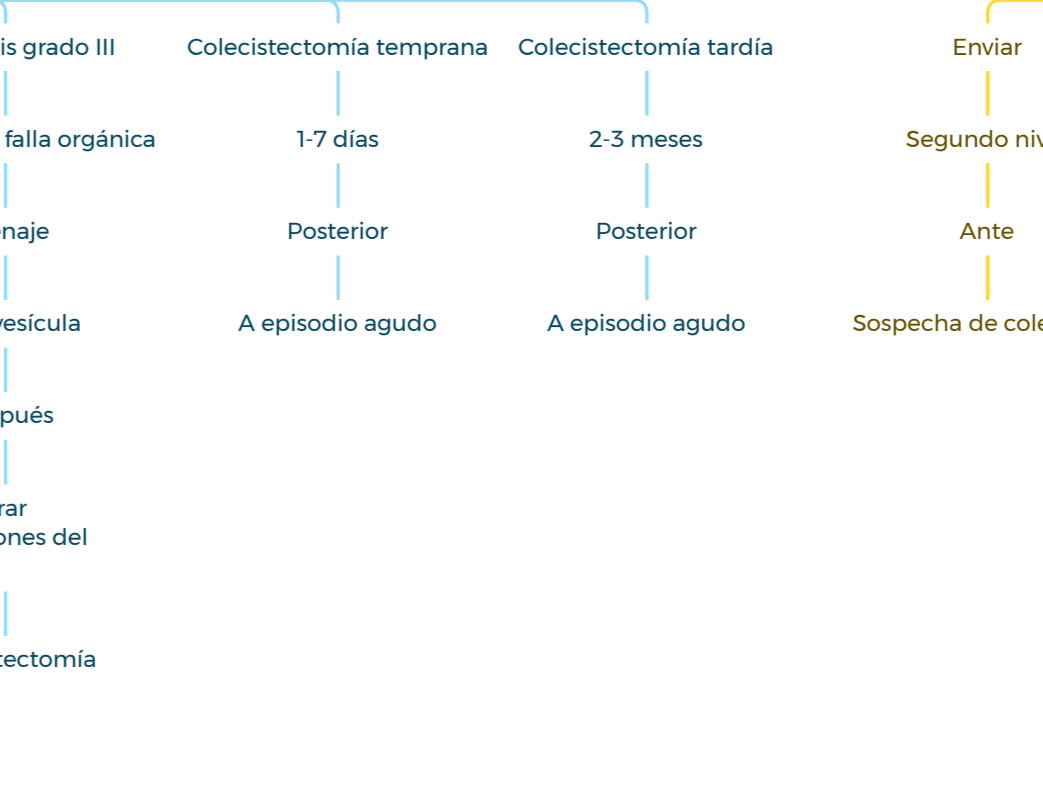 is grado III
falla orgánica
naje
vesícula
pués
rar
ones del
tectomía
Colecistectomía temprana
1-7 días
Posterior
A episodio agudo
Colecistectomía tardía
2-3 meses
Posterior
A episodio agudo
Enviar
Segundo niv
Ante
Sospecha de cole